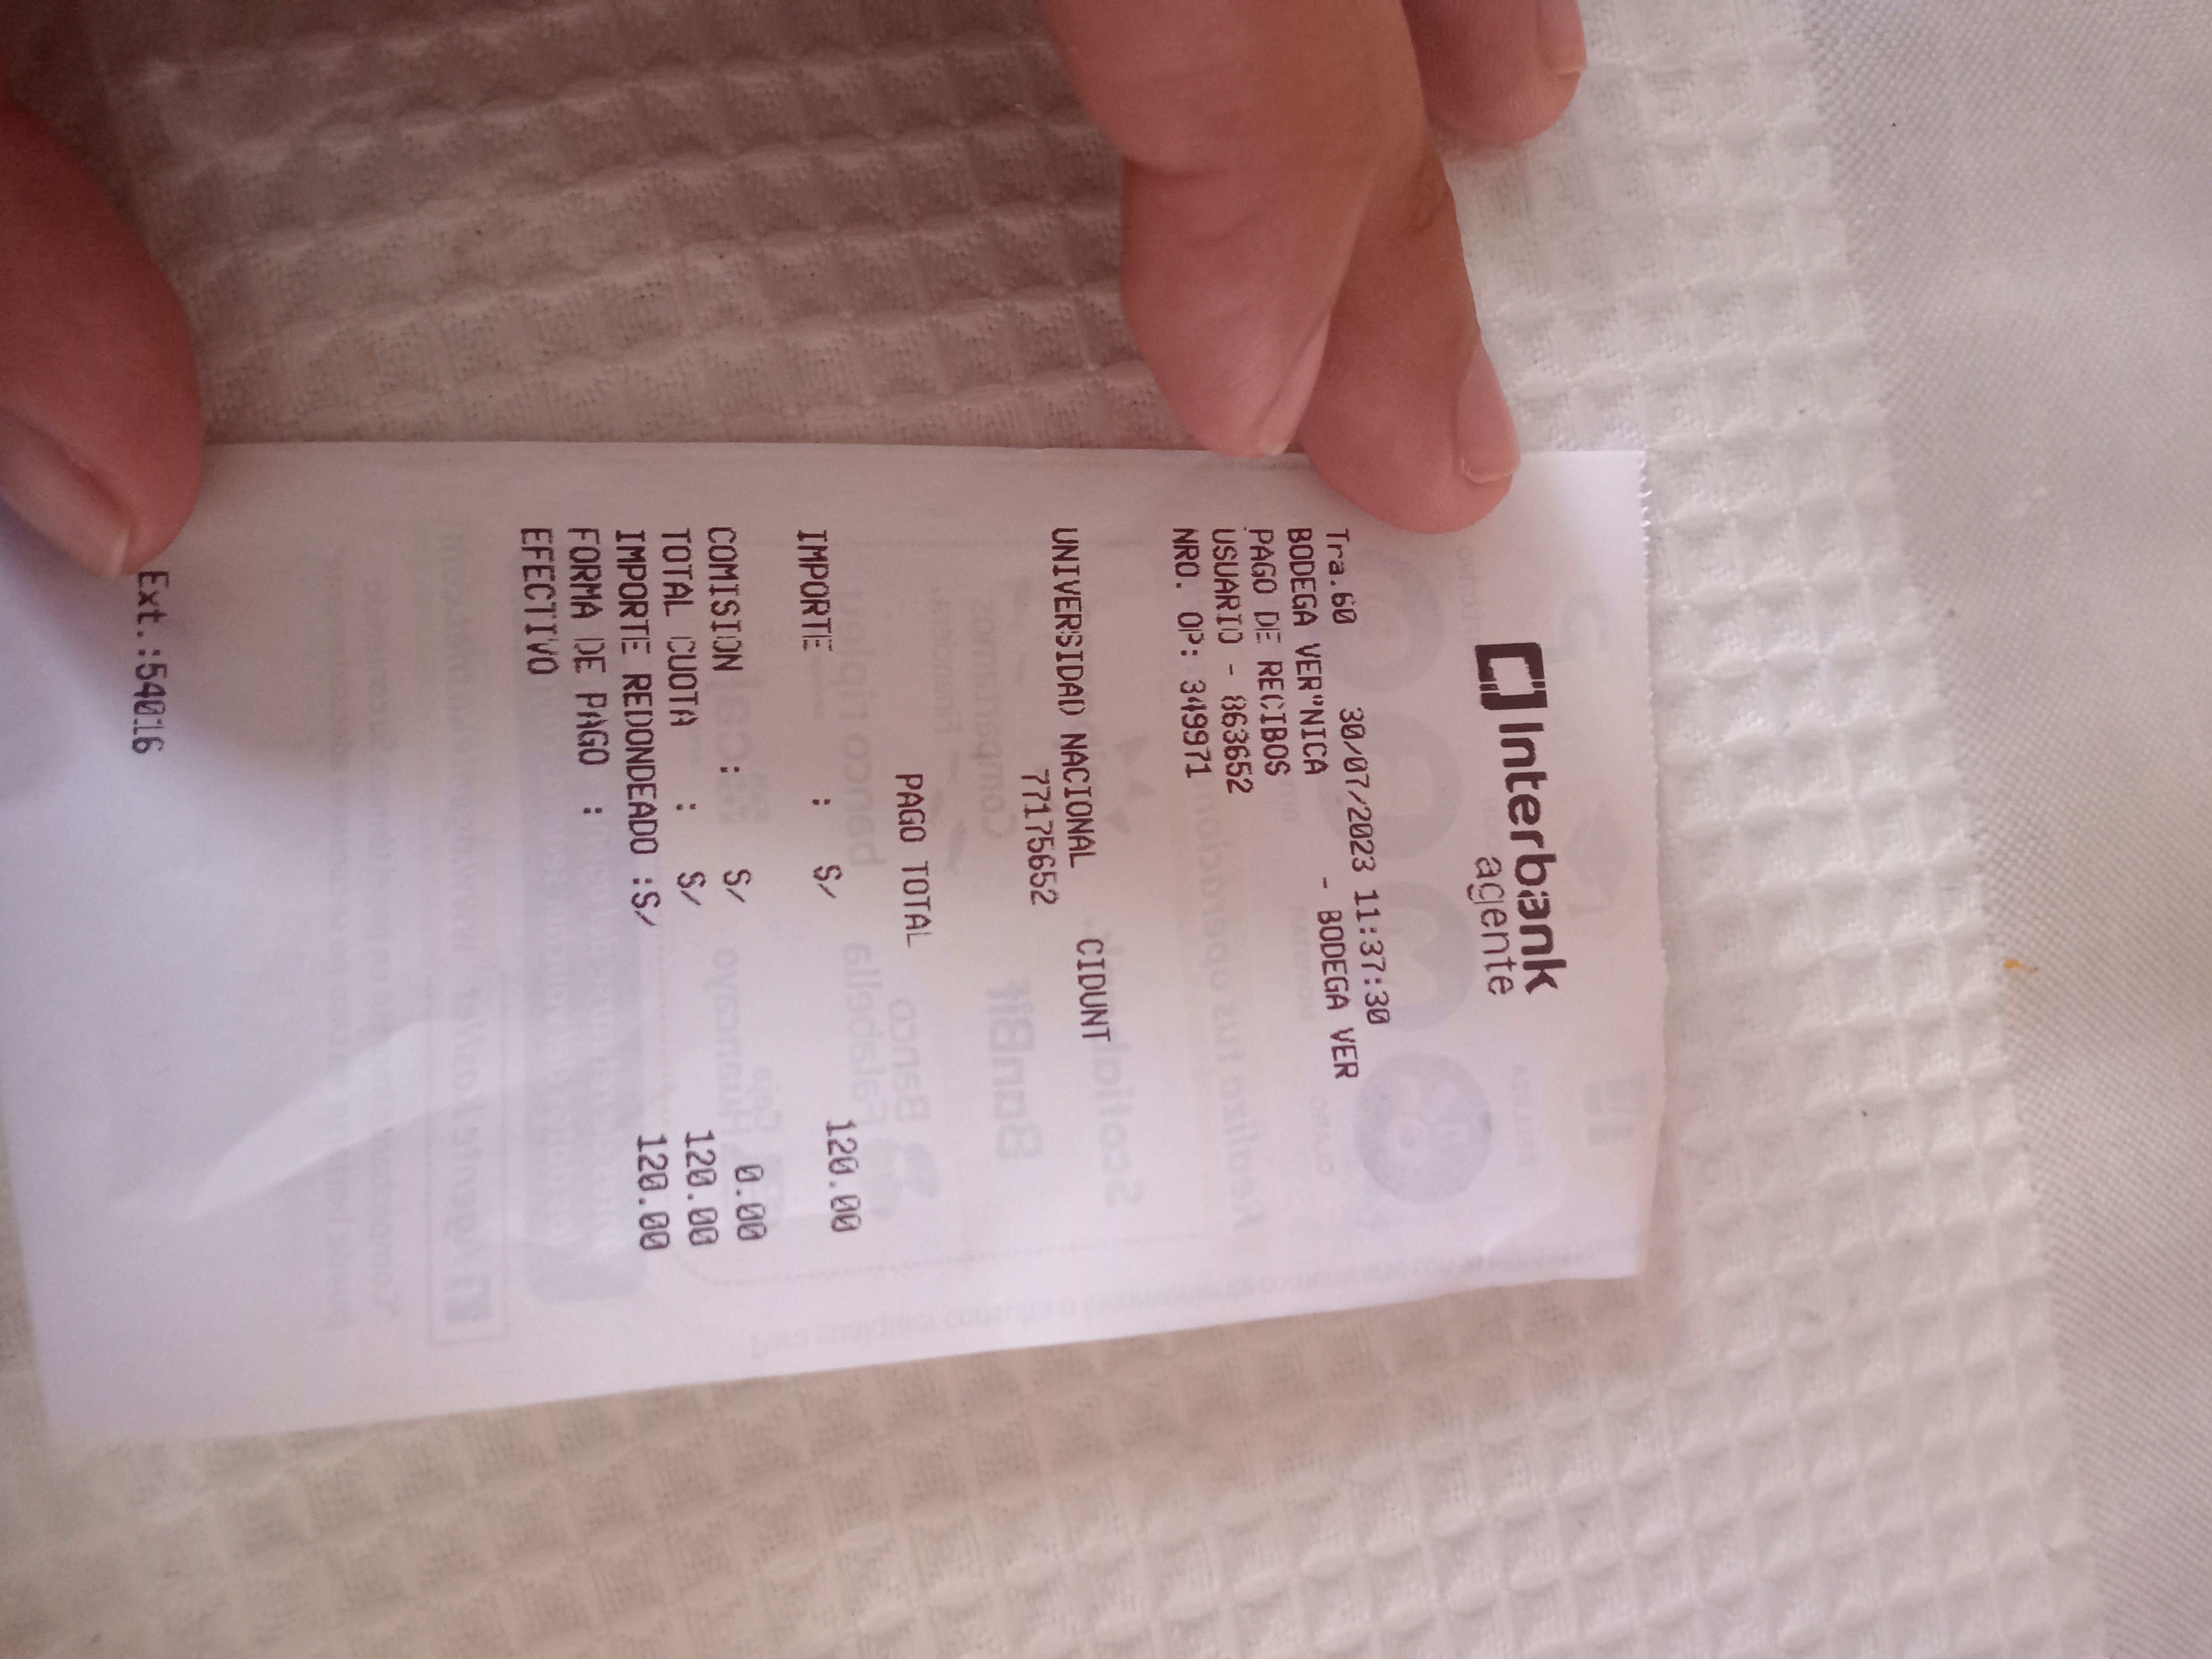 Interbank
agente
Tra.60 30/07/2023 11:37:30
BODEGA VER"NICA - BODEGA VER
PAGO DE RECIBOS
USUARIO - 863652
NRO. OP: 349971
UNIVERSIDAD NACIONAL CIDUNT
77175652
PAGO TOTAL
IMPORTE : S/ 120.00
COMISION : S/ 0.00
TOTAL CUOTA : S/ 120.00
IMPORTE REDONDEADO :S/ 120.00
FORMA DE PAGO :
EFECTIVO
Ext.:54016